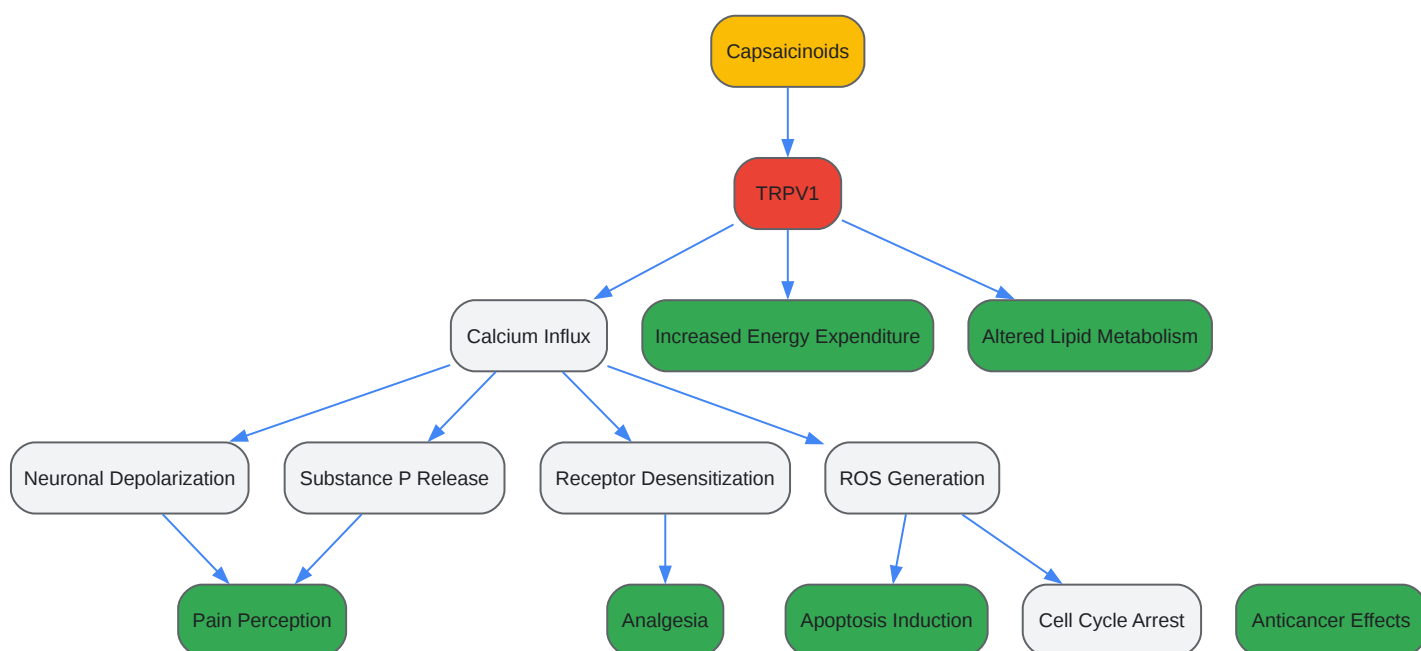 Capsaicinoids
TRPV1
Calcium Influx
Increased Energy Expenditure
Altered Lipid Metabolism
Neuronal Depolarization
Substance P Release
Receptor Desensitization
ROS Generation
Pain Perception
Analgesia
Apoptosis Induction
Cell Cycle Arrest
Anticancer Effects